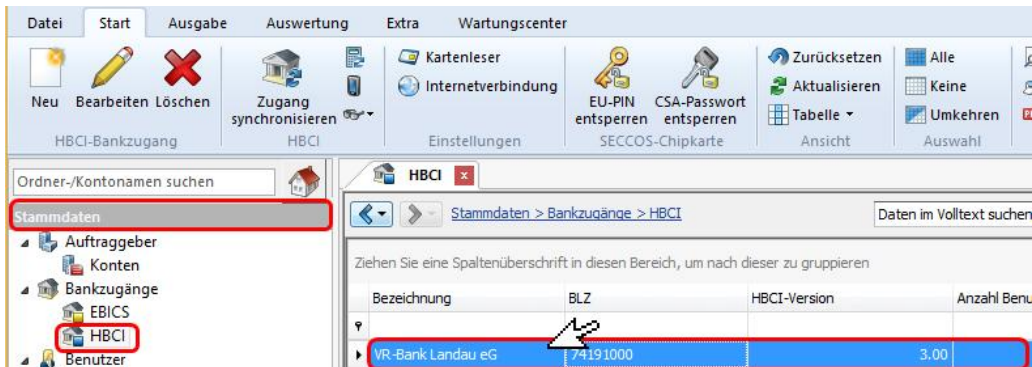 Datei Start Ausgabe Auswertung Extra Wartungscenter
Neu Bearbeiten Löschen
Zugang synchronisieren
Kartenleser
Internetverbindung
EU-PIN entsperren
CSA-Passwort entsperren
Zurücksetzen
Aktualisieren
Tabelle
Alle
Keine
Umkehren
HBCI-Bankzugang HBCI Einstellungen SECCOS-Chipkarte Ansicht Auswahl
Ordner-/Kontonamen suchen
HBCI
Stammdaten
Stammdaten > Bankzugänge > HBCI
Daten im Volltext suchen
Auftraggeber
Konten
Bankzugänge
EBICS
HBCI
Benutzer
Ziehen Sie eine Spaltenüberschrift in diesen Bereich, um nach dieser zu gruppieren
Bezeichnung BLZ HBCI-Version Anzahl Benu
VR-Bank Landau eG 74191000 3.00